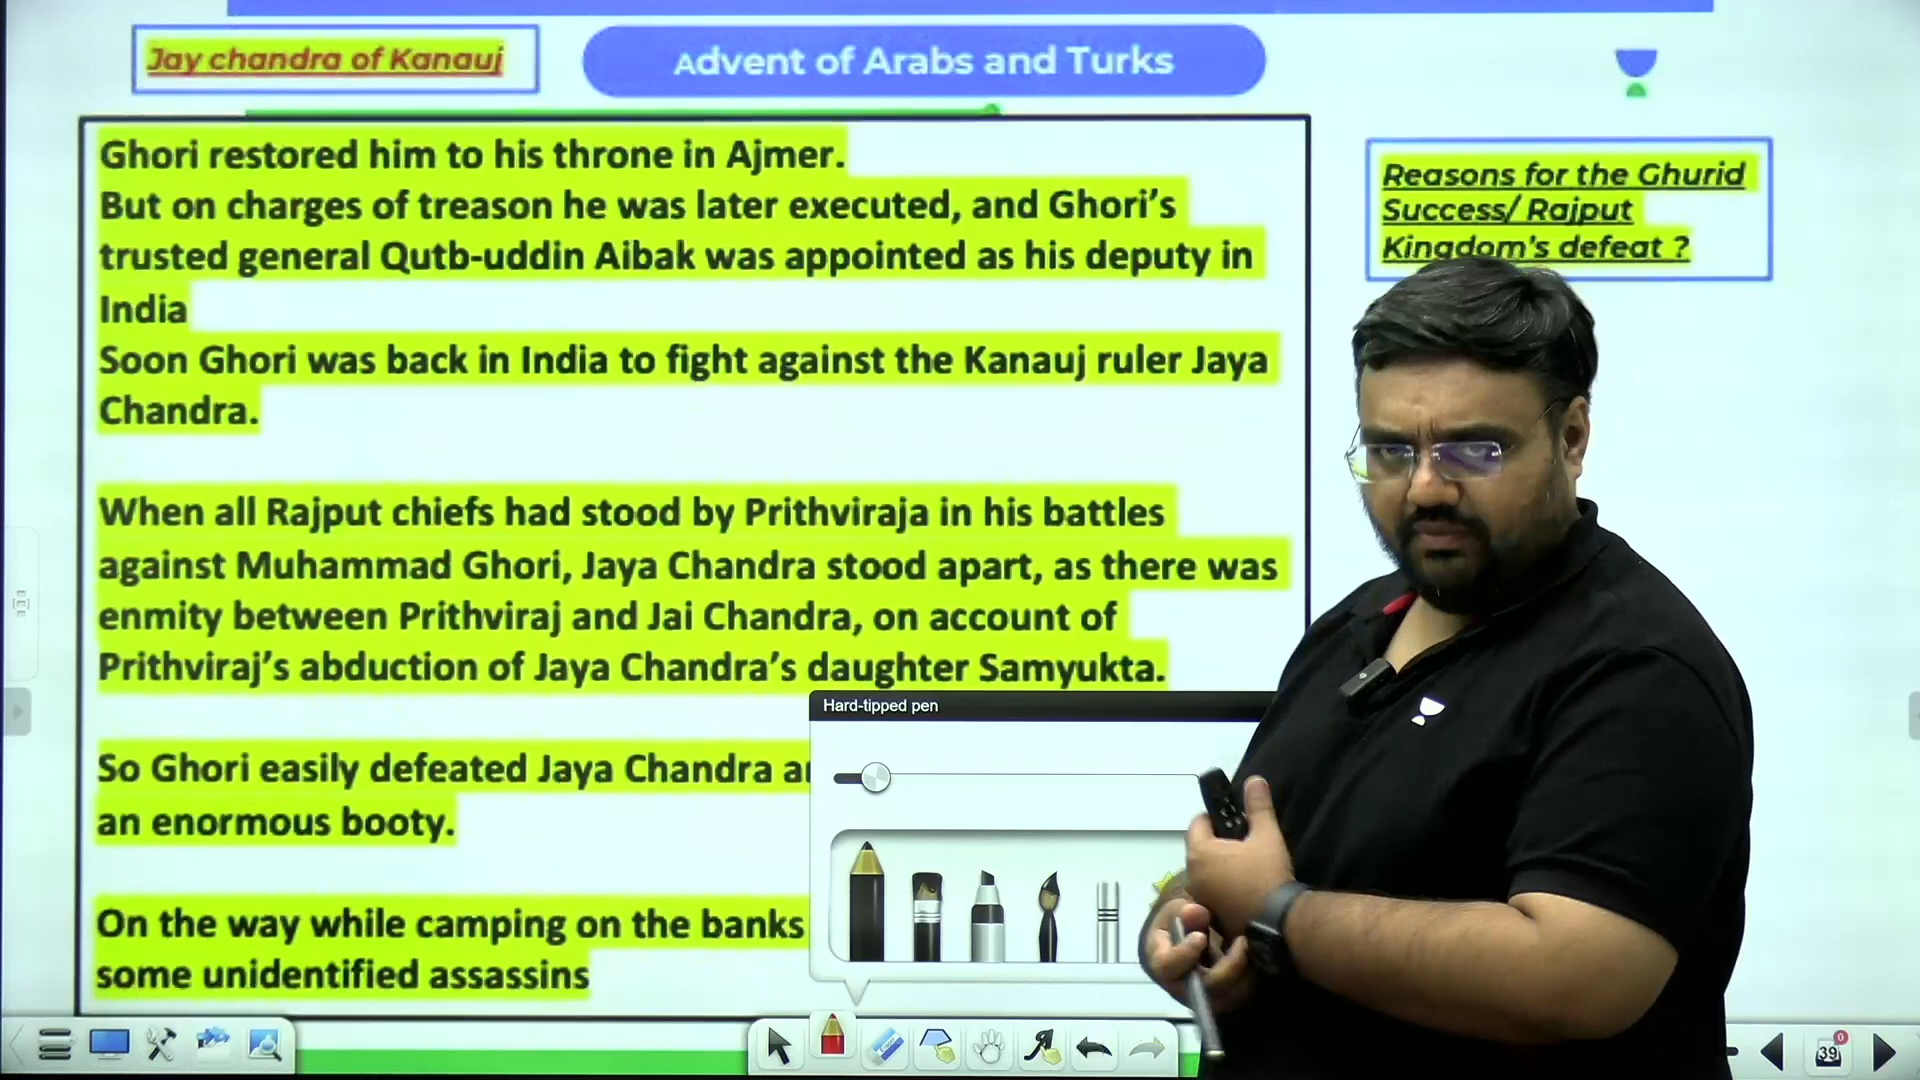 Jay chandra of Kanauj
Advent of Arabs and Turks
Ghori restored him to his throne in Ajmer.
But on charges of treason he was later executed, and Ghori's
trusted general Qutb-uddin Aibak was appointed as his deputy in
India
Soon Ghori was back in India to fight against the Kanauj ruler Jaya
Chandra.
When all Rajput chiefs had stood by Prithviraja in his battles
against Muhammad Ghori, Jaya Chandra stood apart, as there was
enmity between Prithviraj and Jai Chandra, on account of
Prithviraj's abduction of Jaya Chandra's daughter Samyukta.
So Ghori easily defeated Jaya Chandra
an enormous booty.
On the way while camping on the banks
some unidentified assassins
Reasons for the Ghurid
Success/ Rajput
Kingdom's defeat ?
Hard-tipped pen
39
0